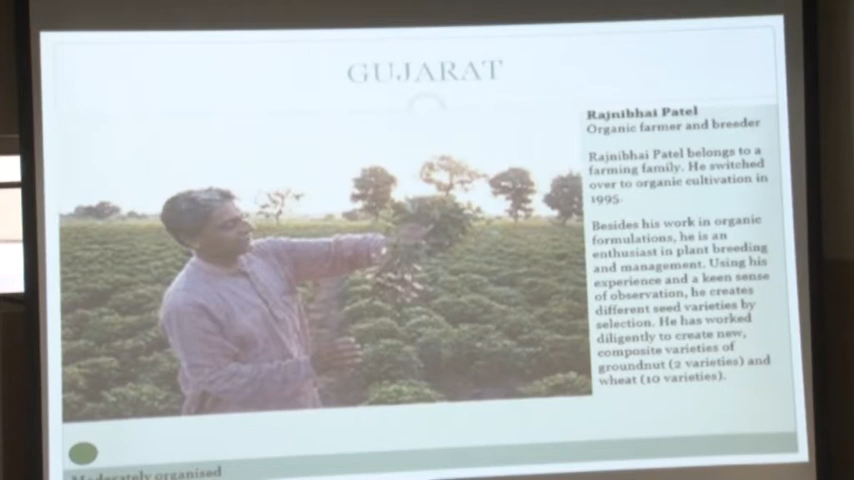 GUJARAT
Rajnibhai Patel
Organic farmer and breeder
Rajnibhai Patel belongs to a
farming family. He switched
over to organic cultivation in
1995.
Besides his work in organic
formulations, he is an
enthusiast in plant breeding
and management. Using his
experience and a keen sense
of observation, he creates
different seed varieties by
selection. He has worked
diligently to create new,
composite varieties of
groundnut (2 varieties) and
wheat (10 varieties).
Moderately organised